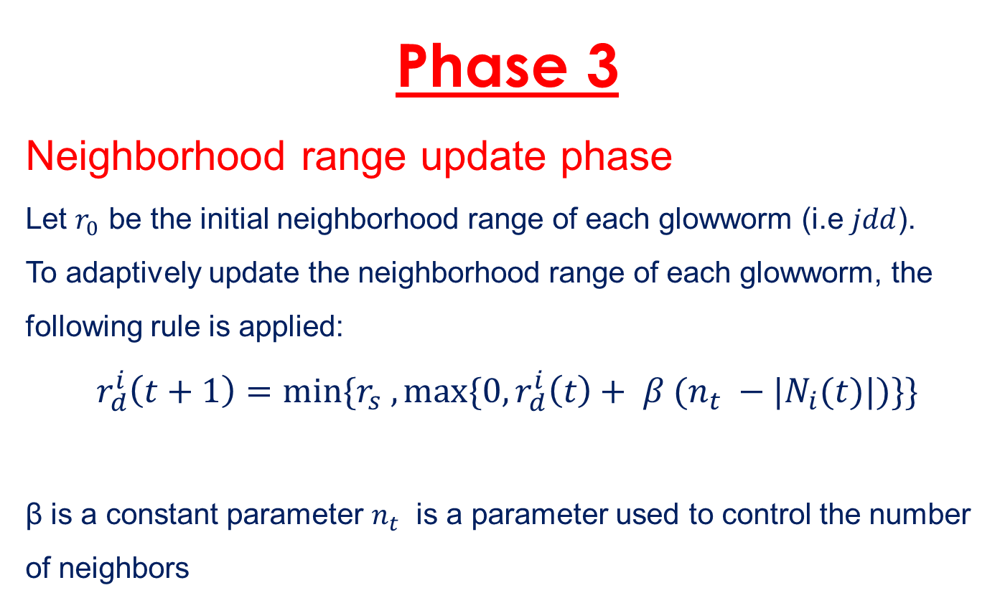 Phase 3
Neighborhood range update phase
Let 𝑟₀ be the initial neighborhood range of each glowworm (i.e 𝑗𝑑𝑑).
To adaptively update the neighborhood range of each glowworm, the
following rule is applied:
$r_d^i(t + 1) = \min\{r_s , \max\{0, r_d^i(t) + \beta (n_t - |N_i(t)|)\}\}$
β is a constant parameter $n_t$ is a parameter used to control the number
of neighbors